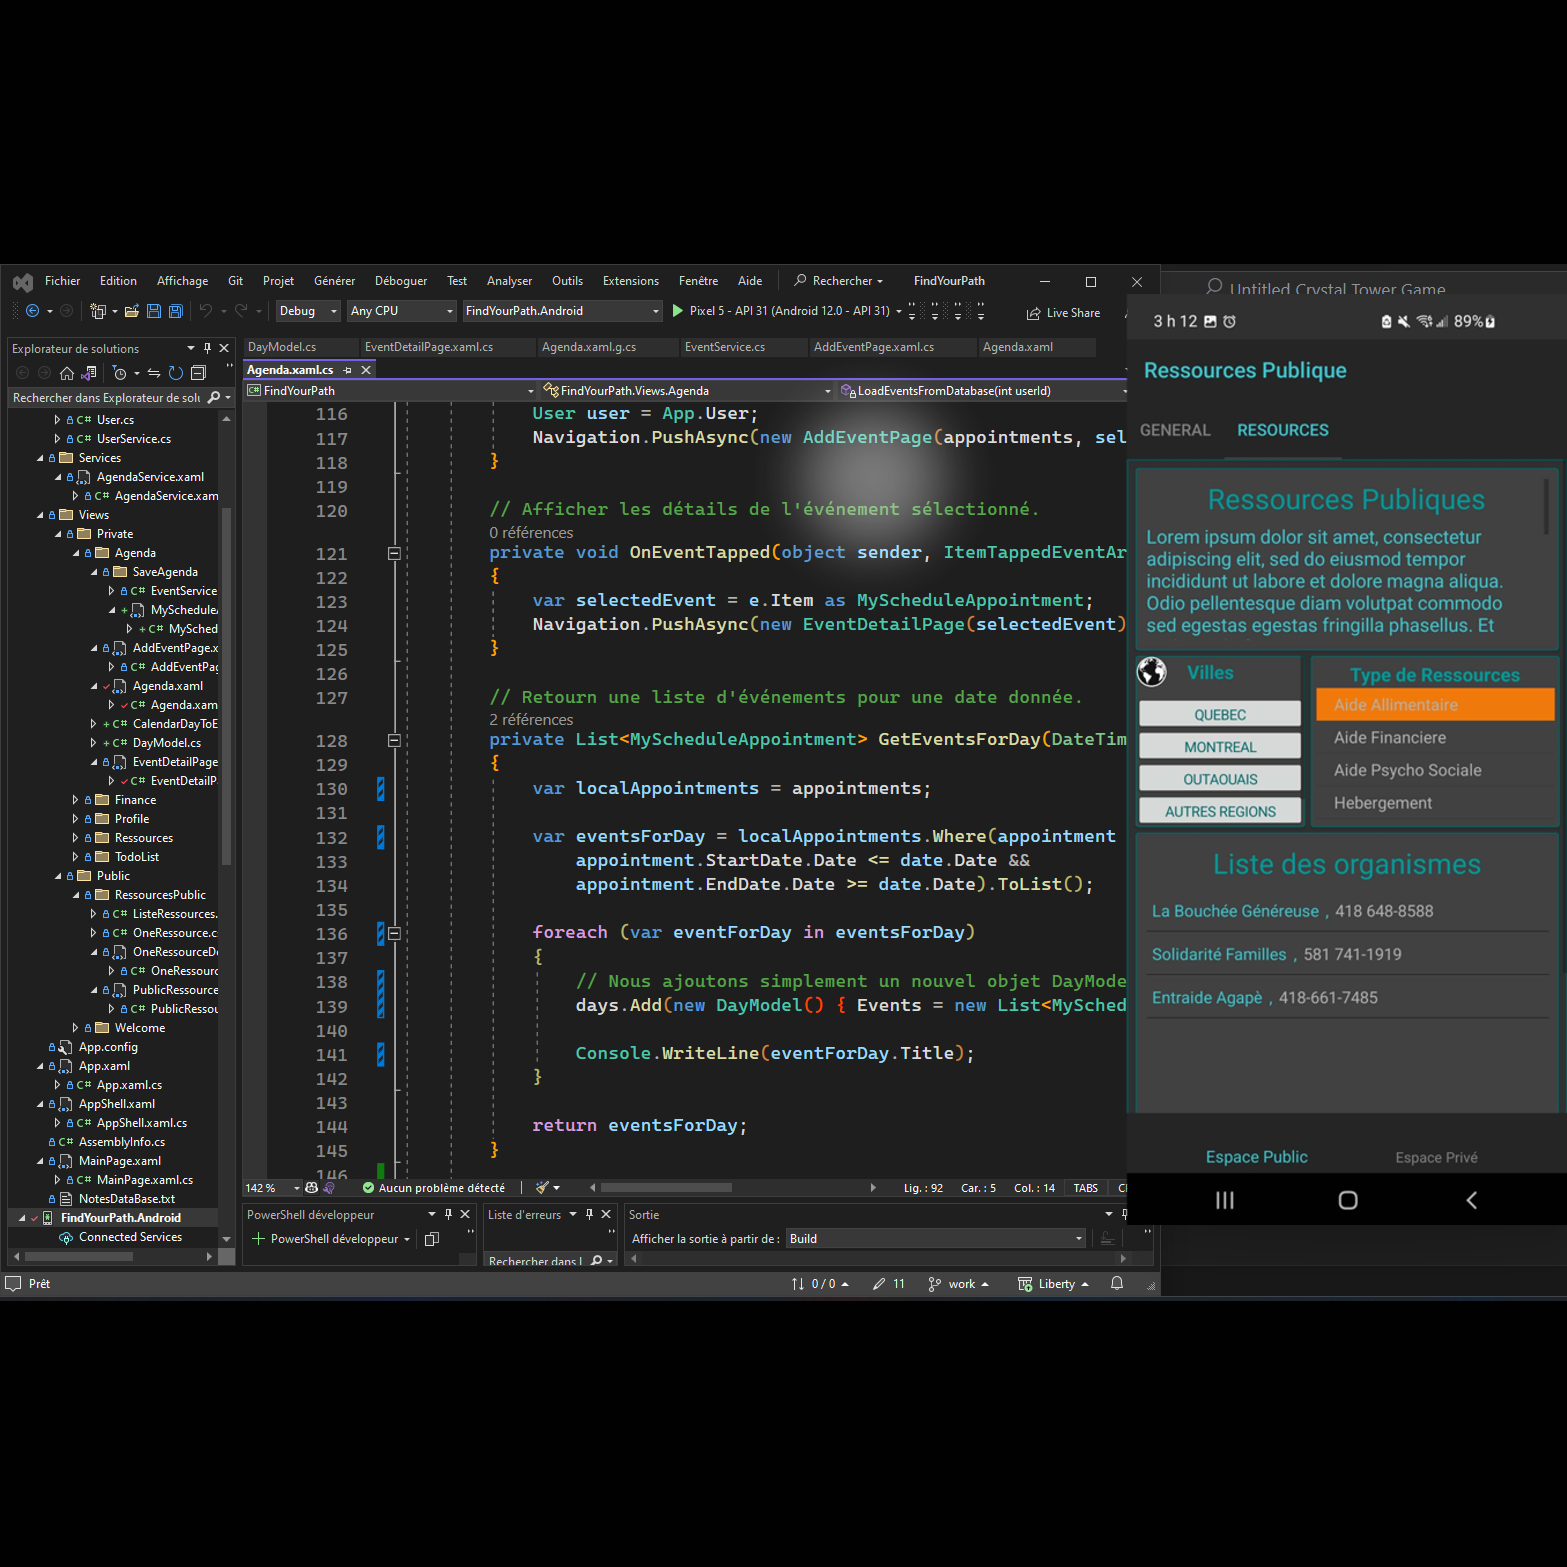 Fichier Edition Affichage Git Projet Générer Déboguer Test Analyser Outils Extensions Fenêtre Aide Rechercher FindYourPath
Debug Any CPU FindYourPath.Android Pixel 5 - API 31 (Android 12.0 - API 31) Live Share
Explorateur de solutions
Rechercher dans Explorateur de solu
User.cs
UserService.cs
Services
AgendaService.xaml
AgendaService.xam
Views
Private
Agenda
SaveAgenda
EventService
MySchedule
MySched
AddEventPage.x
AddEventPag
Agenda.xaml
Agenda.xam
CalendarDayToE
DayModel.cs
EventDetailPage
EventDetailP
Finance
Profile
Ressources
TodoList
Public
RessourcesPublic
ListeRessources.
OneRessource.c
OneRessourceDe
OneRessourc
PublicRessource
PublicRessou
Welcome
App.config
App.xaml
App.xaml.cs
AppShell.xaml
AppShell.xaml.cs
AssemblyInfo.cs
MainPage.xaml
MainPage.xaml.cs
NotesDataBase.txt
FindYourPath.Android
Connected Services
DayModel.cs EventDetailPage.xaml.cs Agenda.xaml.g.cs EventService.cs AddEventPage.xaml.cs Agenda.xaml
Agenda.xaml.cs
FindYourPath FindYourPath.Views.Agenda LoadEventsFromDatabase(int userId)
116 User user = App.User;
117 Navigation.PushAsync(new AddEventPage(appointments, sel
118 }
119
120 // Afficher les détails de l'événement sélectionné.
0 références
121 private void OnEventTapped(object sender, ItemTappedEventAr
122 {
123 var selectedEvent = e.Item as MyScheduleAppointment;
124 Navigation.PushAsync(new EventDetailPage(selectedEvent)
125 }
126
127 // Retourn une liste d'événements pour une date donnée.
2 références
128 private List<MyScheduleAppointment> GetEventsForDay(DateTim
129 {
130 var localAppointments = appointments;
131
132 var eventsForDay = localAppointments.Where(appointment
133 appointment.StartDate.Date <= date.Date &&
134 appointment.EndDate.Date >= date.Date).ToList();
135
136 foreach (var eventForDay in eventsForDay)
137 {
138 // Nous ajoutons simplement un nouvel objet DayMode
139 days.Add(new DayModel() { Events = new List<MySched
140
141 Console.WriteLine(eventForDay.Title);
142 }
143
144 return eventsForDay;
145 }
146
142 % Aucun problème détecté Lig. : 92 Car. : 5 Col. : 14 TABS
PowerShell développeur Liste d'erreurs Sortie
PowerShell développeur Afficher la sortie à partir de : Build
Rechercher dans l
Prêt 0 / 0 11 work Liberty
Untitled Crystal Tower Game
3 h 12 89%
Ressources Publique
GENERAL RESOURCES
Ressources Publiques
Lorem ipsum dolor sit amet, consectetur
adipiscing elit, sed do eiusmod tempor
incididunt ut labore et dolore magna aliqua.
Odio pellentesque diam volutpat commodo
sed egestas egestas fringilla phasellus. Et
Villes
QUEBEC
MONTREAL
OUTAOUAIS
AUTRES REGIONS
Type de Ressources
Aide Allimentaire
Aide Financiere
Aide Psycho Sociale
Hebergement
Liste des organismes
La Bouchée Généreuse , 418 648-8588
Solidarité Familles , 581 741-1919
Entraide Agapè , 418-661-7485
Espace Public Espace Privé